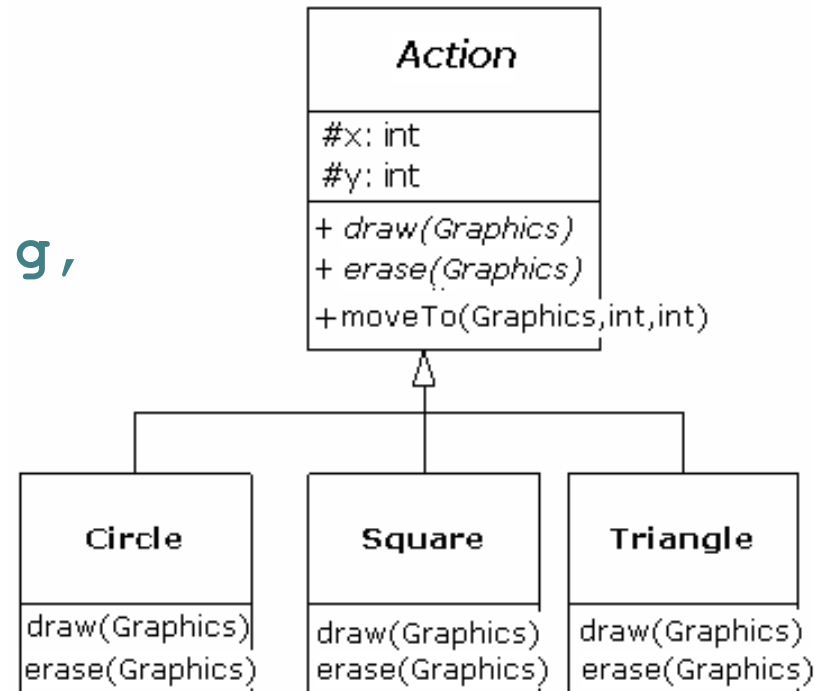 Action
#x: int
#y: int
+ draw(Graphics)
g,
+ erase(Graphics)
+moveTo(Graphics,int,int)
Circle
Square
Triangle
draw(Graphics)
erase(Graphics)
draw(Graphics)
erase(Graphics)
draw(Graphics)
erase(Graphics)